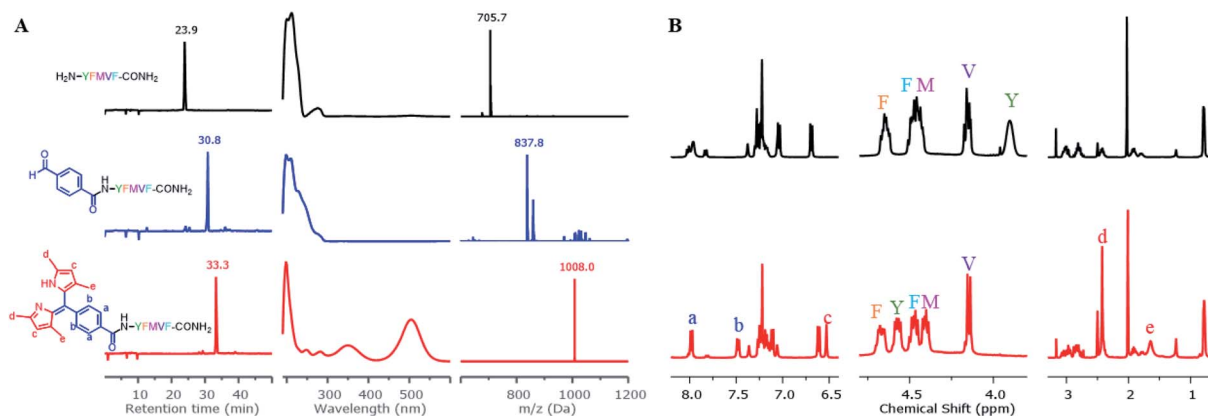 A
B
23.9
705.7
H₂N-YFMVF-CONH₂
30.8
837.8
O
H
H
N-YFMVF-CONH₂
O
33.3
1008.0
d
c
HN
e
N
b
a
d
c
e
b
a
H
N-YFMVF-CONH₂
O
10 20 30 40
Retention time (min)
200 300 400 500
Wavelength (nm)
600 800 1000 1200
m/z (Da)
F
F M
V
Y
a
b
c
F
Y
F
M
V
d
e
8.0 7.5 7.0 6.5
4.5 4.0
3 2 1
Chemical Shift (ppm)